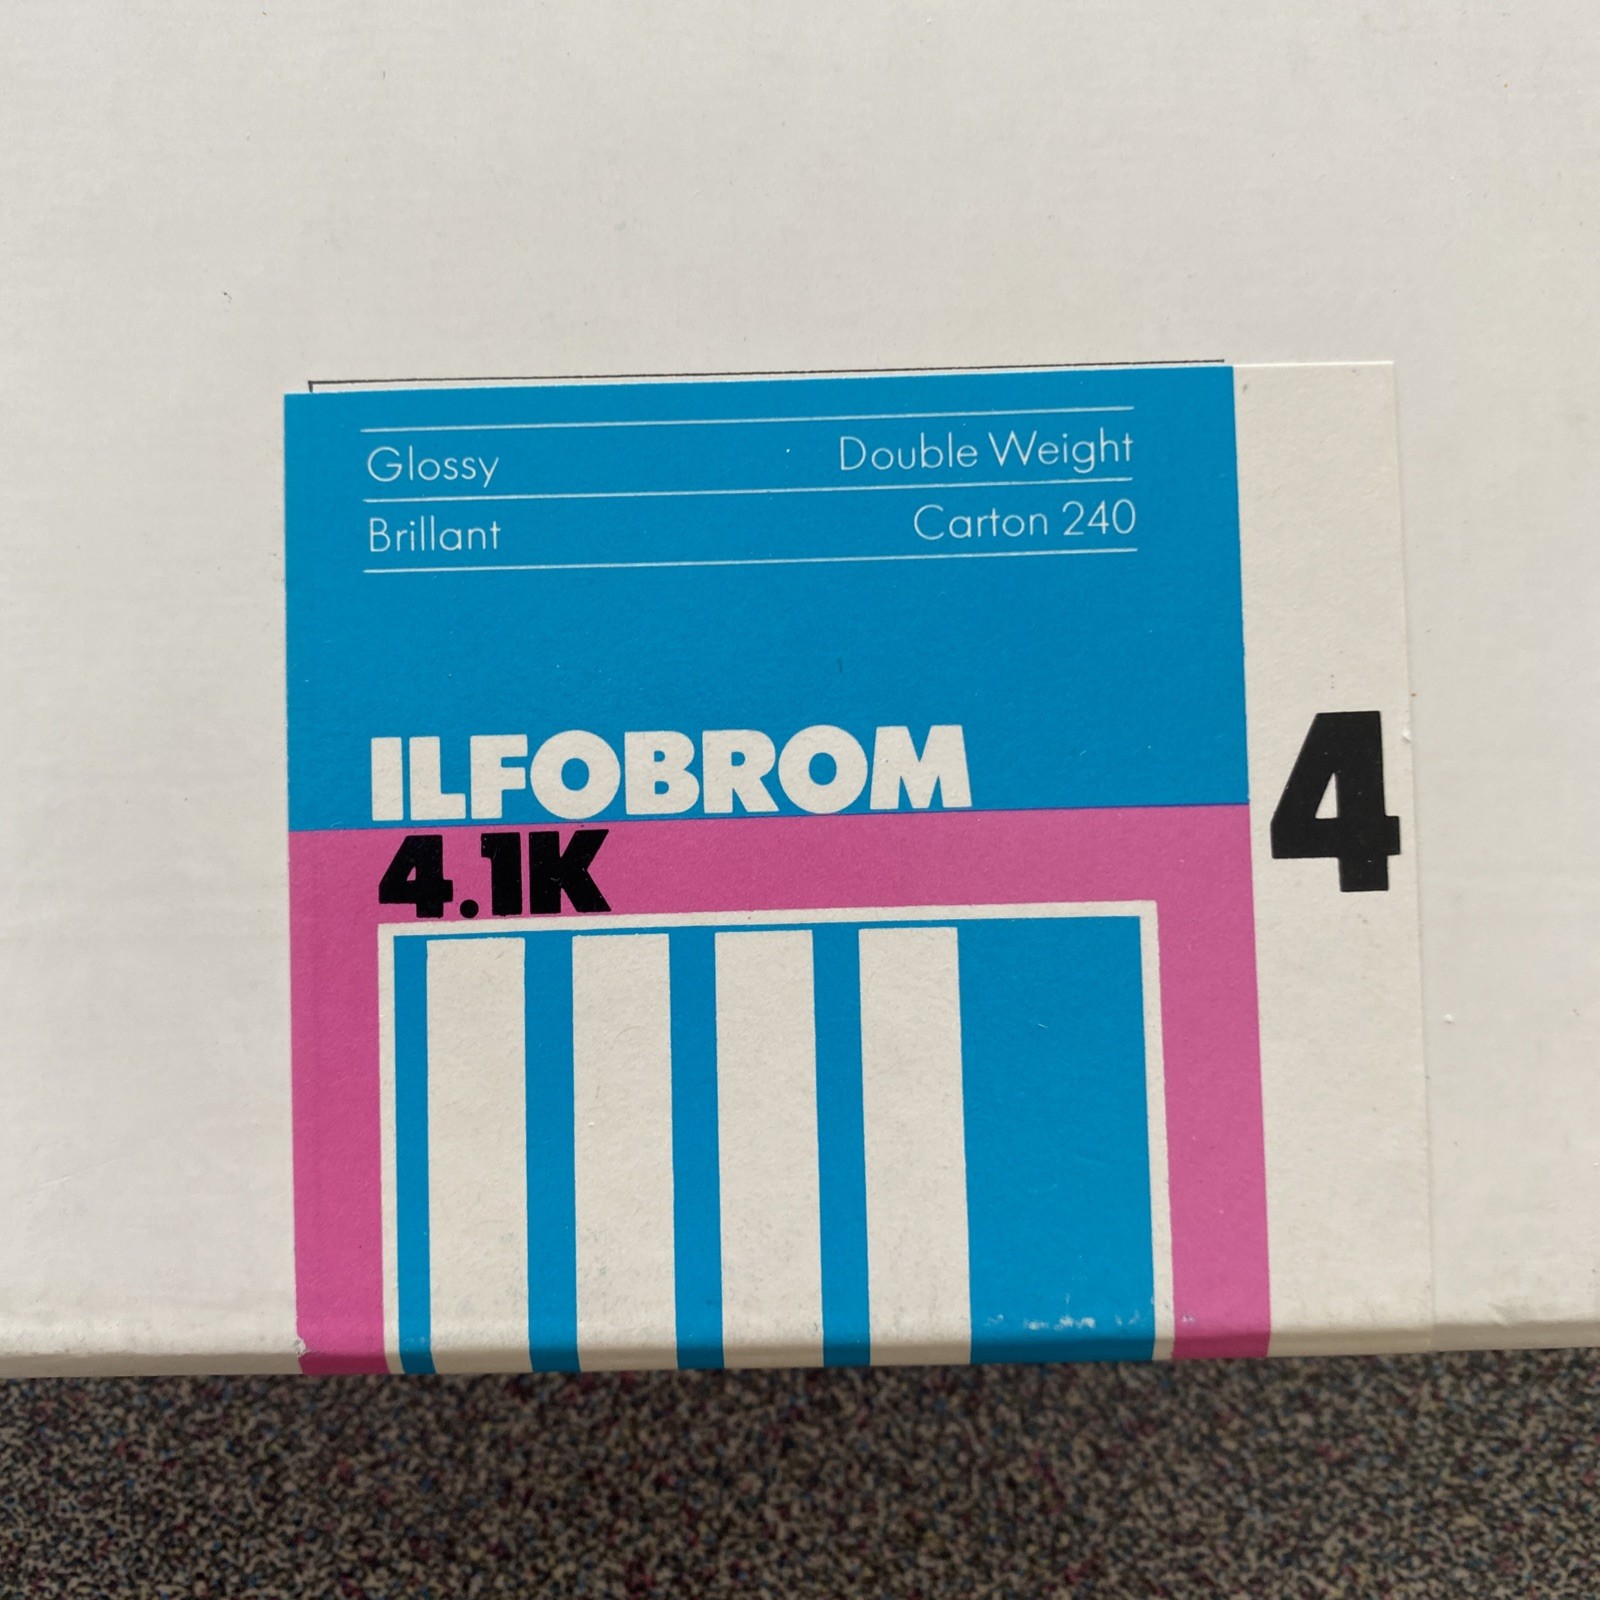 Glossy Double Weight
Brillant Carton 240
ILFOBROM
4.1K
4